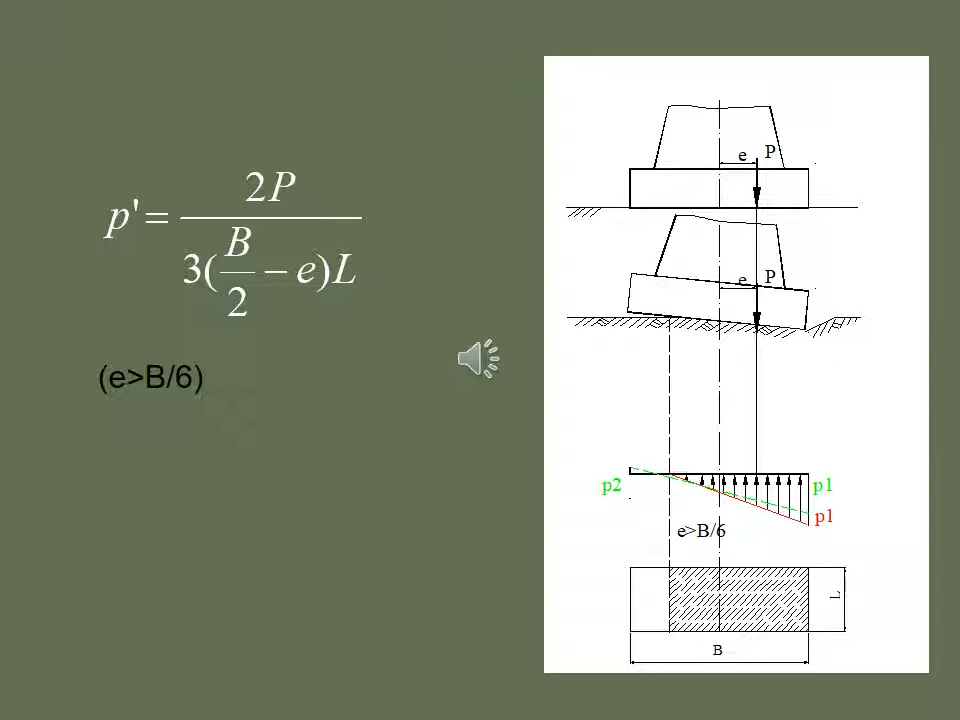 p'= 2P / 3(B/2 − e)L
(e>B/6)
e P
e P
p2 p1
p1
e>B/6
L
B